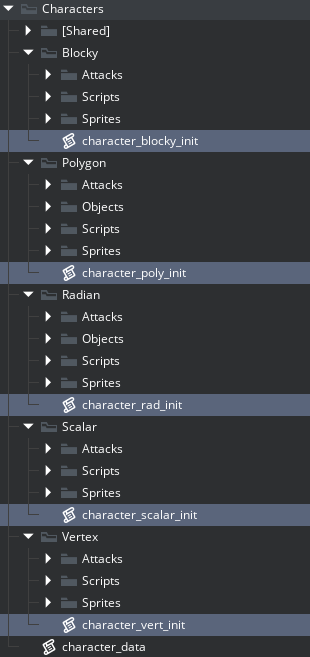 Characters
[Shared]
Blocky
Attacks
Scripts
Sprites
character_blocky_init
Polygon
Attacks
Objects
Scripts
Sprites
character_poly_init
Radian
Attacks
Objects
Scripts
Sprites
character_rad_init
Scalar
Attacks
Scripts
Sprites
character_scalar_init
Vertex
Attacks
Scripts
Sprites
character_vert_init
character_data